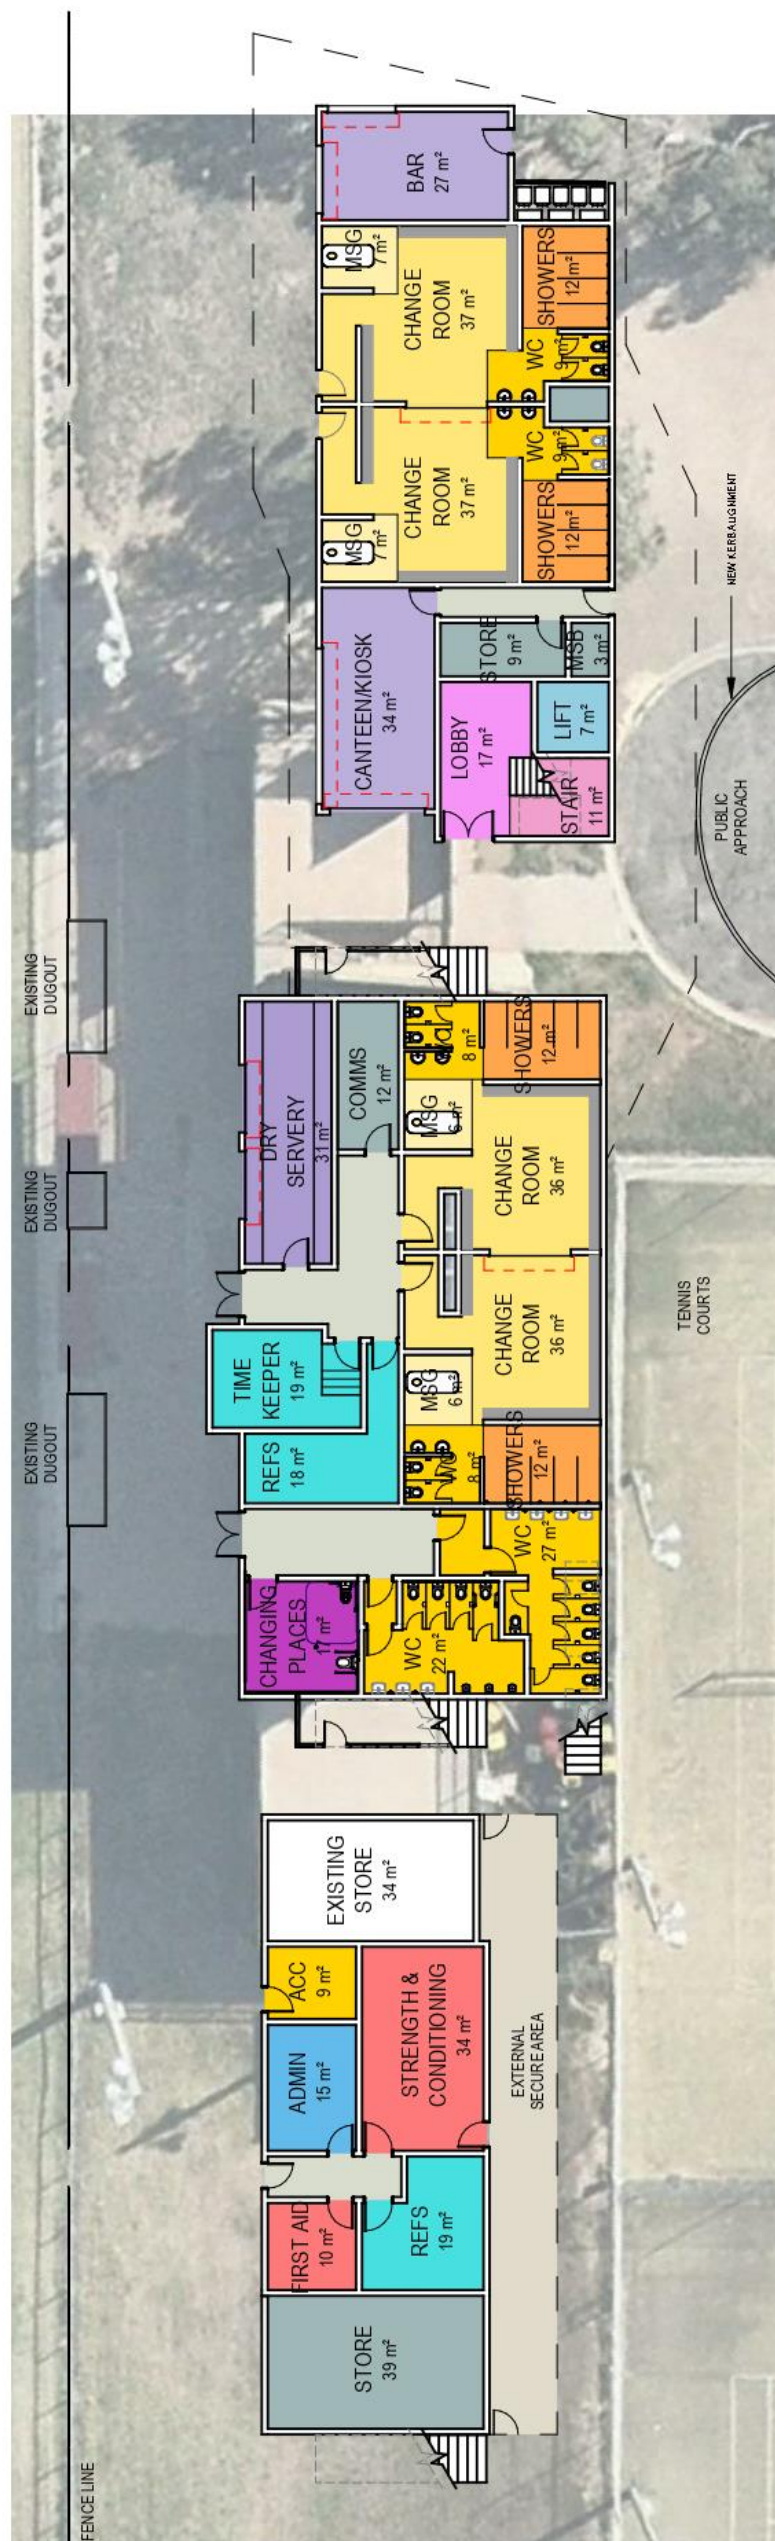 BAR
27 m²
MSG
7 m²
CHANGE
ROOM
37 m²
SHOWERS
12 m²
WC
9 m²
WC
9 m²
CHANGE
ROOM
37 m²
MSG
7 m²
SHOWERS
12 m²
NEW KERB ALIGNMENT
CANTEEN/KIOSK
34 m²
STORE
9 m²
MSB
3 m²
LOBBY
17 m²
LIFT
7 m²
STAIR
11 m²
PUBLIC
APPROACH
EXISTING
DUGOUT
EXISTING
DUGOUT
EXISTING
DUGOUT
DRY
SERVERY
31 m²
COMMS
12 m²
WC
8 m²
SHOWERS
12 m²
MSG
6 m²
CHANGE
ROOM
36 m²
CHANGE
ROOM
36 m²
MSG
6 m²
TIME
KEEPER
19 m²
REFS
18 m²
WC
8 m²
SHOWERS
12 m²
TENNIS
COURTS
CHANGING
PLACES
17 m²
WC
22 m²
WC
27 m²
EXISTING
STORE
34 m²
ACC
9 m²
ADMIN
15 m²
STRENGTH &
CONDITIONING
34 m²
EXTERNAL
SECURE AREA
FIRST AID
10 m²
REFS
19 m²
STORE
39 m²
FENCE LINE